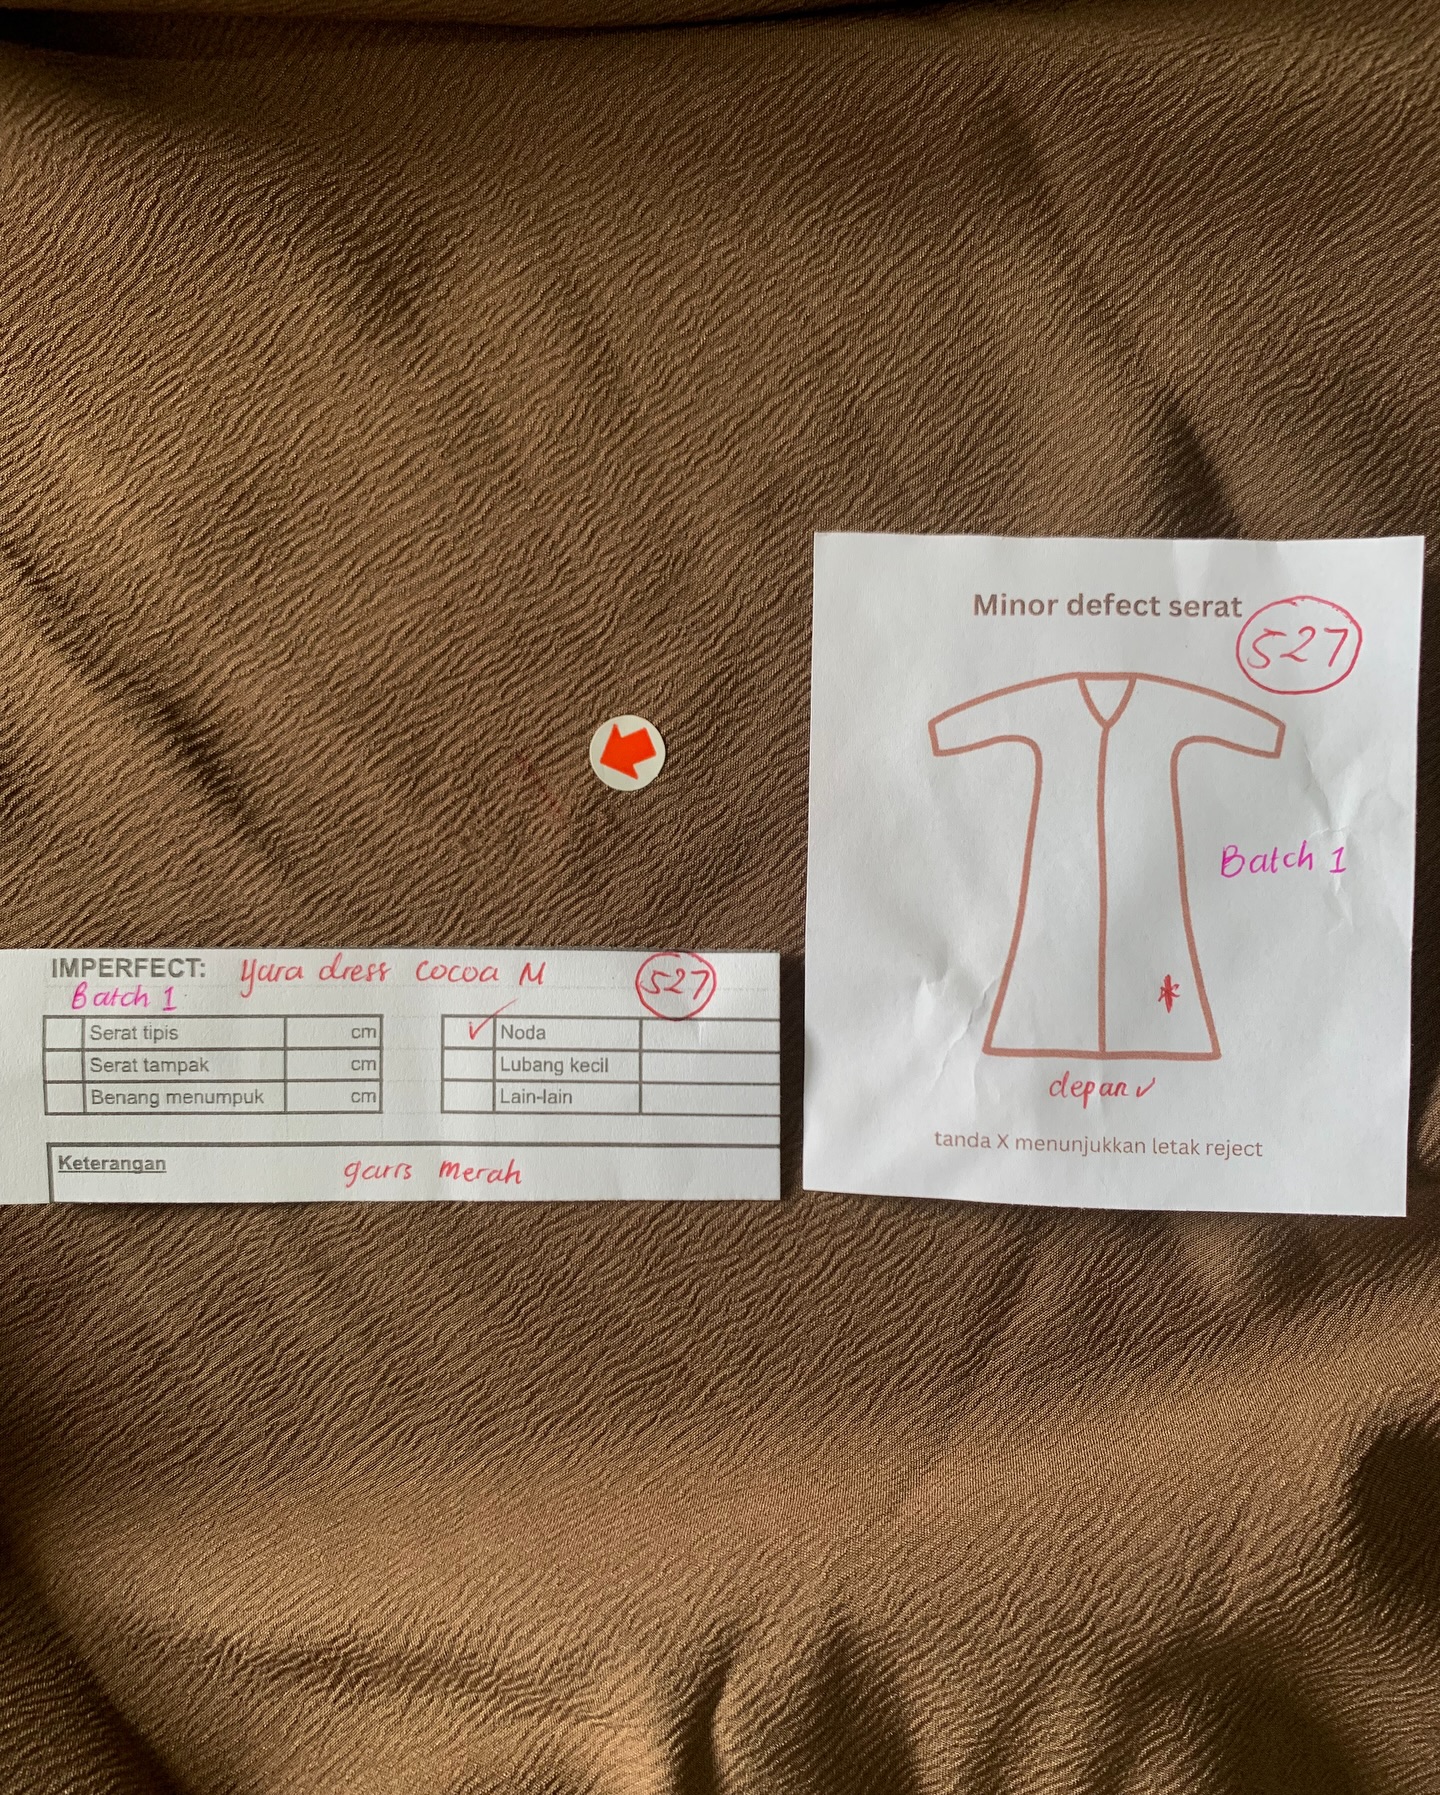 Minor defect serat
527
Batch 1
depan ✓
tanda X menunjukkan letak reject
IMPERFECT: Yara dress cocoa M 527
Batch 1
Serat tipis cm ✓ Noda
Serat tampak cm Lubang kecil
Benang menumpuk cm Lain-lain
Keterangan garis merah